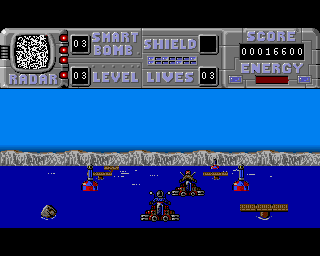 SMART
BOMB
03
SHIELD
SCORE
00016600
ENERGY
RADAR
03
LEVEL
LIVES
03